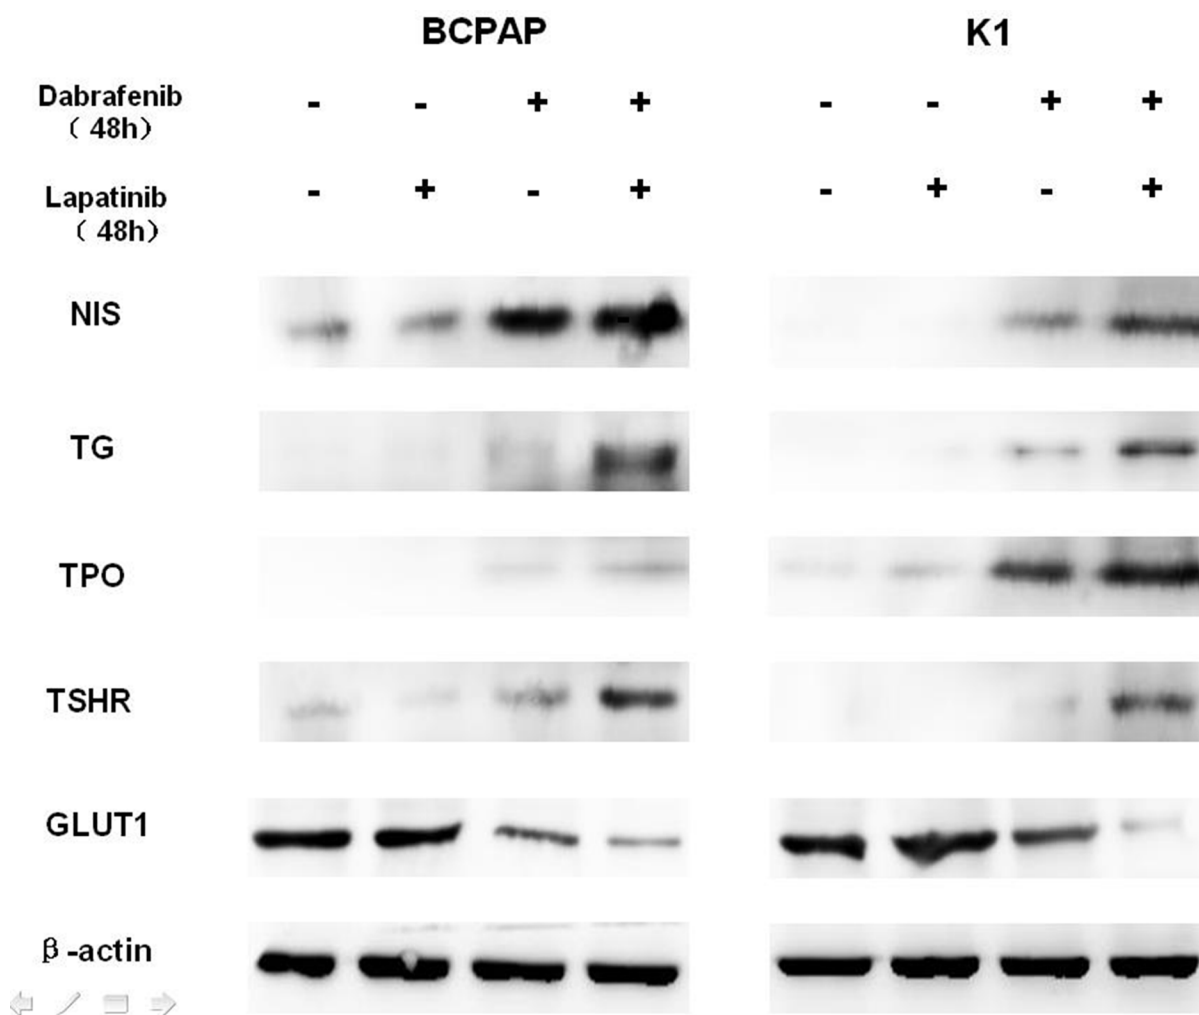 BCPAP K1
Dabrafenib - - + + - - + +
( 48h)
Lapatinib - + - + - + - +
( 48h)
NIS
TG
TPO
TSHR
GLUT1
β-actin